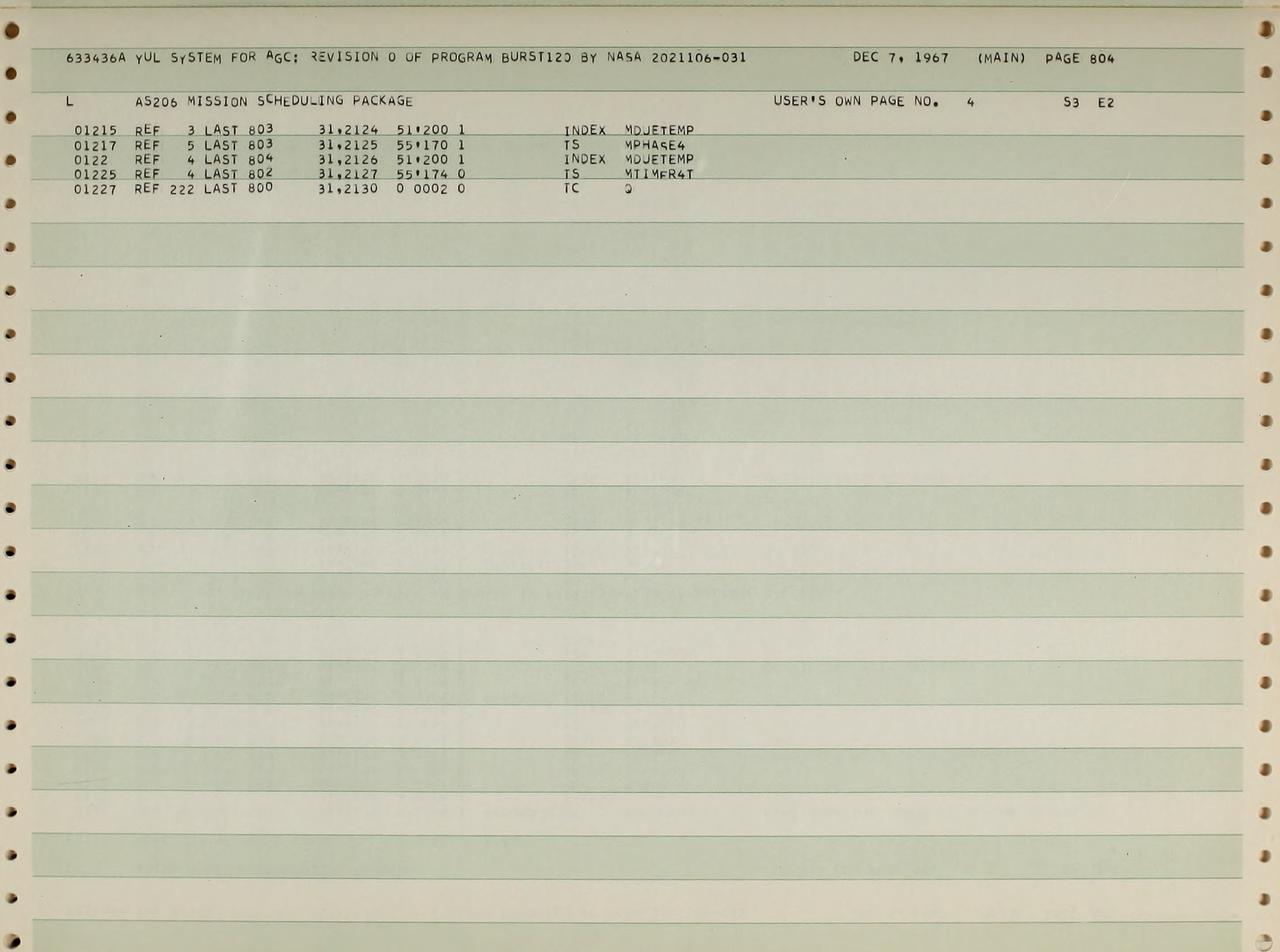 633436A YUL SYSTEM FOR AGC: REVISION 0 OF PROGRAM BURST120 BY NASA 2021106-031 DEC 7, 1967 (MAIN) PAGE 804
L AS206 MISSION SCHEDULING PACKAGE USER'S OWN PAGE NO. 4 S3 E2
01215 REF 3 LAST 803 31,2124 51'200 1 INDEX MDUETEMP
01217 REF 5 LAST 803 31,2125 55'170 1 TS MPHASE4
0122 REF 4 LAST 804 31,2126 51'200 1 INDEX MDUETEMP
01225 REF 4 LAST 802 31,2127 55'174 0 TS MTIMER4T
01227 REF 222 LAST 800 31,2130 0 0002 0 TC Q